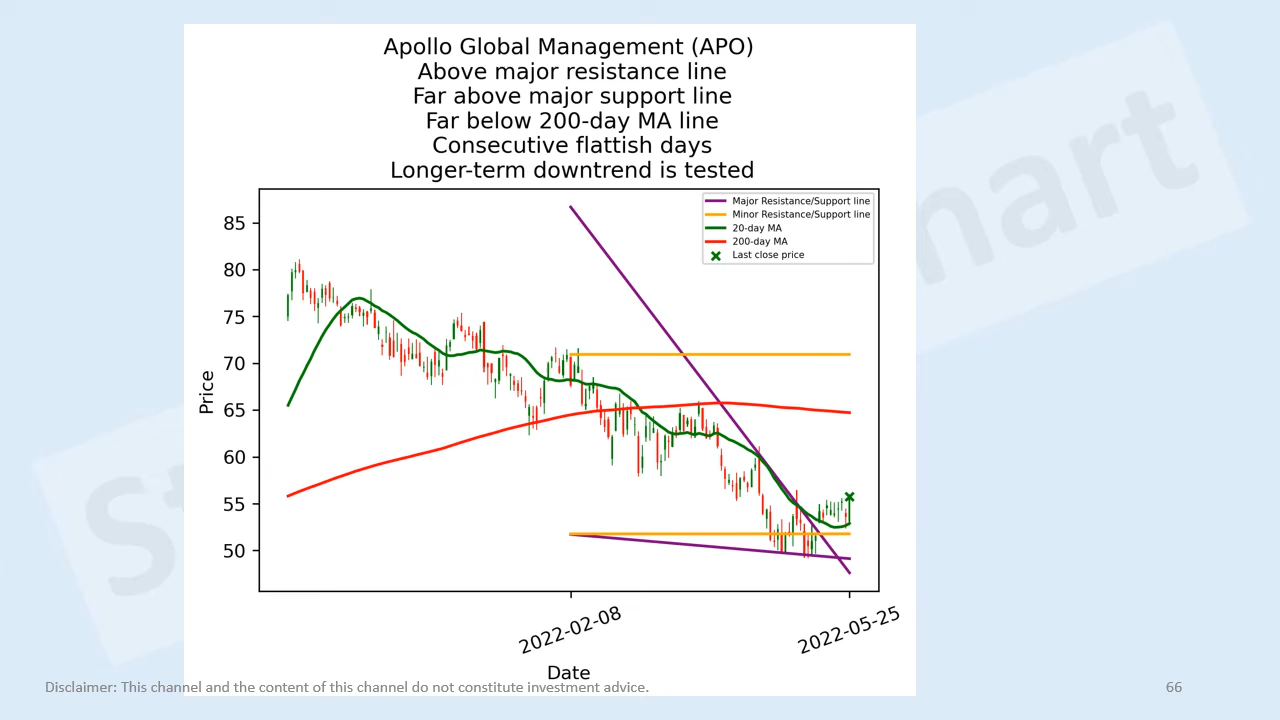 Apollo Global Management (APO)
Above major resistance line
Far above major support line
Far below 200-day MA line
Consecutive flattish days
Longer-term downtrend is tested
Major Resistance/Support line
Minor Resistance/Support line
20-day MA
200-day MA
Last close price
85
80
75
70
65
60
55
50
Price
2022-02-08
2022-05-25
Date
Disclaimer: This channel and the content of this channel do not constitute investment advice.
66